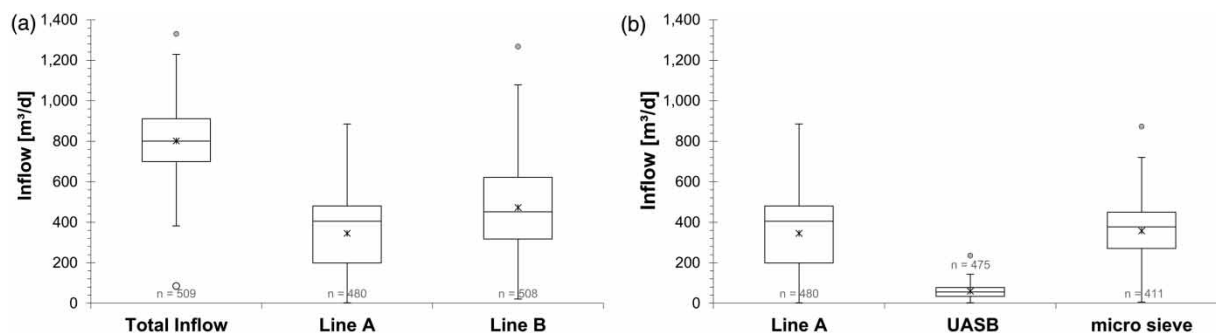 (a)
Inflow [m³/d]
1,400
1,200
1,000
800
600
400
200
0
n = 509
n = 480
n = 508
Total Inflow
Line A
Line B
(b)
Inflow [m³/d]
1,400
1,200
1,000
800
600
400
200
0
n = 480
n = 475
n = 411
Line A
UASB
micro sieve